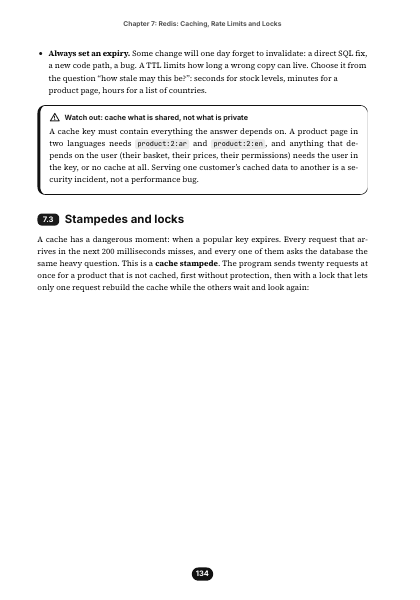 Chapter 7: Redis: Caching, Rate Limits and Locks
• Always set an expiry. Some change will one day forget to invalidate: a direct SQL fix,
a new code path, a bug. A TTL limits how long a wrong copy can live. Choose it from
the question “how stale may this be?”: seconds for stock levels, minutes for a
product page, hours for a list of countries.
Watch out: cache what is shared, not what is private
A cache key must contain everything the answer depends on. A product page in
two languages needs product:2:ar and product:2:en, and anything that de-
pends on the user (their basket, their prices, their permissions) needs the user in
the key, or no cache at all. Serving one customer’s cached data to another is a se-
curity incident, not a performance bug.
7.3 Stampedes and locks
A cache has a dangerous moment: when a popular key expires. Every request that ar-
rives in the next 200 milliseconds misses, and every one of them asks the database the
same heavy question. This is a cache stampede. The program sends twenty requests at
once for a product that is not cached, first without protection, then with a lock that lets
only one request rebuild the cache while the others wait and look again:
134